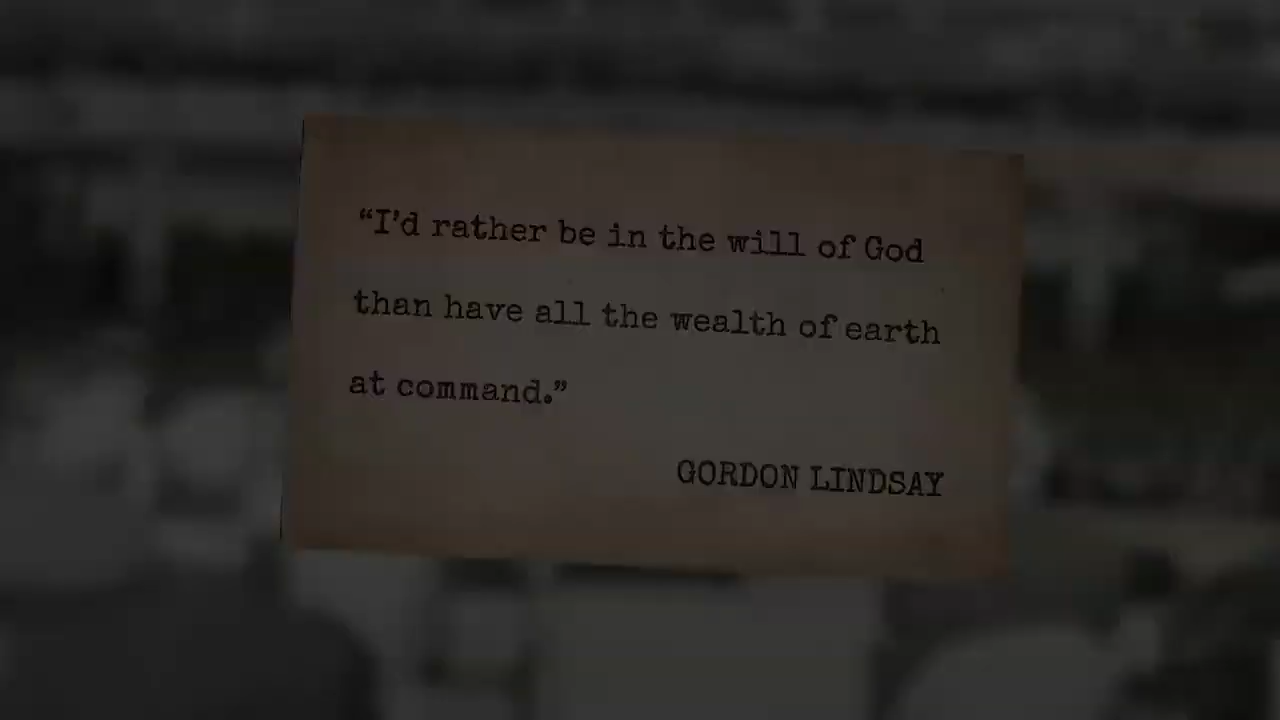 “I’d rather be in the will of God
than have all the wealth of earth
at command.”
GORDON LINDSAY